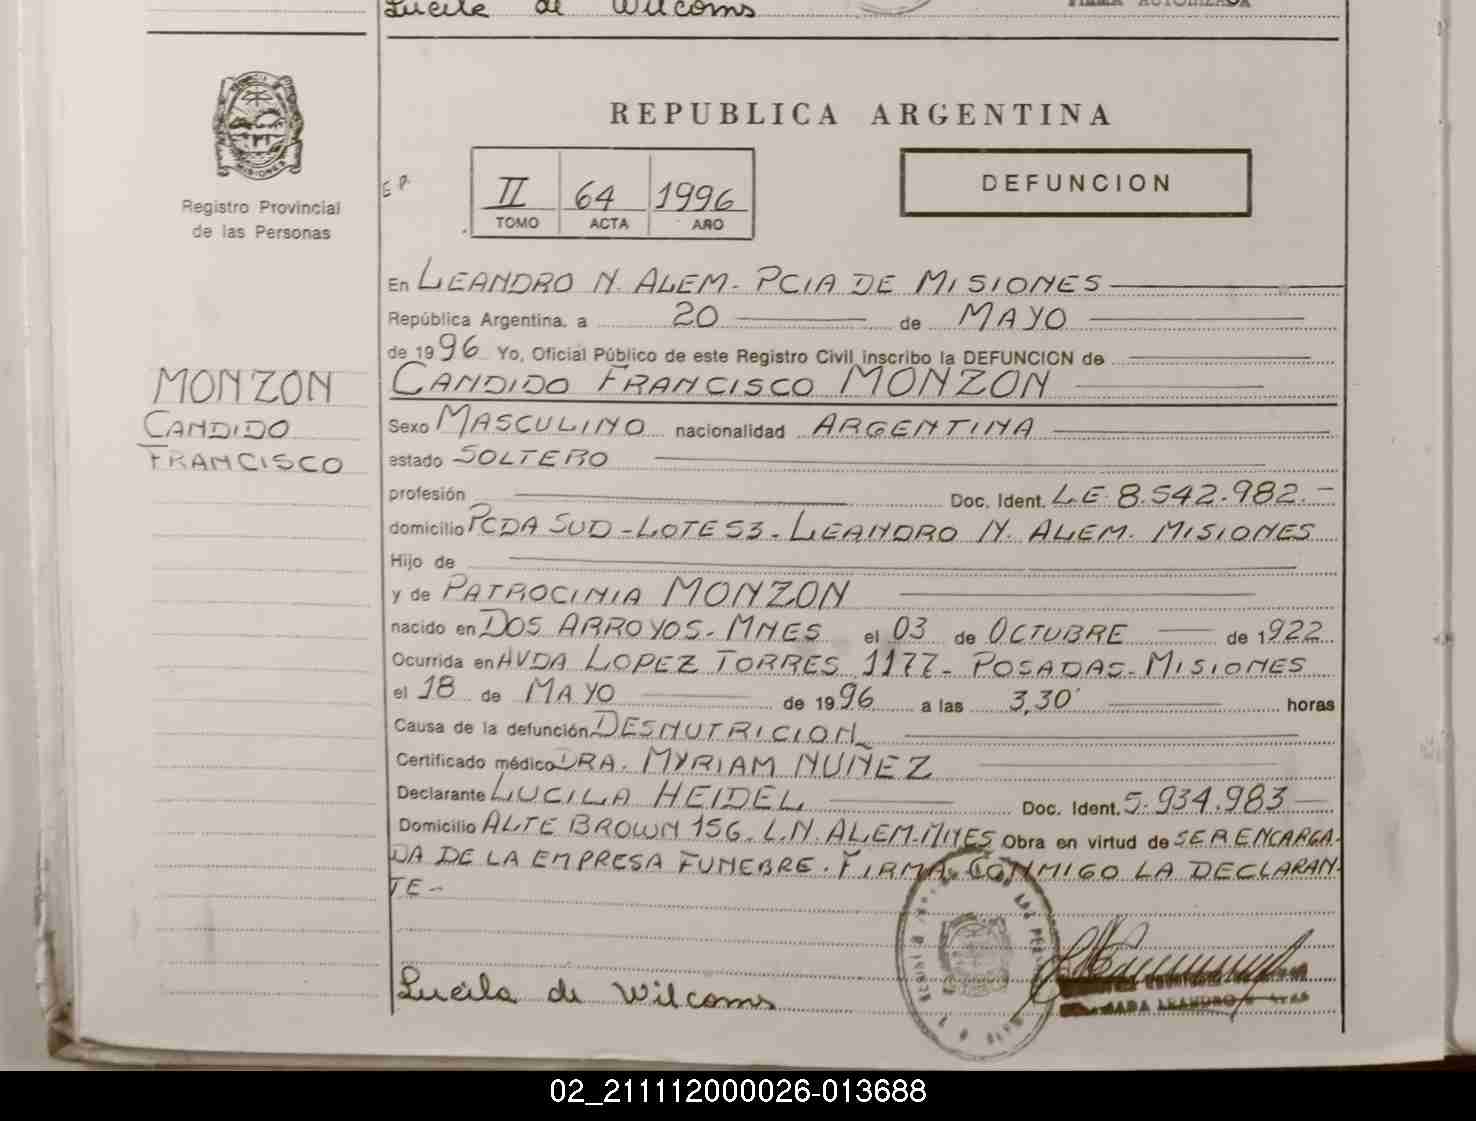 Lucila de Wilcoms
FIRMA AUTORIZADA
REPUBLICA ARGENTINA
PROVINCIA DE
MISIONES
Registro Provincial
de las Personas
E P.
II 64 1996
TOMO ACTA AÑO
DEFUNCION
En LEANDRO N. ALEM - PCIA DE MISIONES
República Argentina, a 20 de MAYO
de 1996 Yo, Oficial Público de este Registro Civil inscribo la DEFUNCION de
CANDIDO FRANCISCO MONZON
MONZON
CANDIDO
FRANCISCO
Sexo MASCULINO nacionalidad ARGENTINA
estado SOLTERO
profesión Doc. Ident. L.E. 8.542.982.-
domicilio PCDA SUD - LOTE 53 - LEANDRO N. ALEM. MISIONES
Hijo de
y de PATROCINIA MONZON
nacido en DOS ARROYOS - MNES el 03 de OCTUBRE de 1922
Ocurrida en AVDA LOPEZ TORRES 1177 - POSADAS - MISIONES
el 18 de MAYO de 1996 a las 3,30' horas
Causa de la defunción DESNUTRICION
Certificado médico DRA. MYRIAM NUÑEZ
Declarante LUCILA HEIDEL Doc. Ident. 5.934.983
Domicilio ALTE BROWN 156. L.N. ALEM - MNES Obra en virtud de SER ENCARGA-
DA DE LA EMPRESA FUNEBRE. FIRMA CONMIGO LA DECLARAN-
TE -
Lucila de Wilcoms
02_211112000026-013688